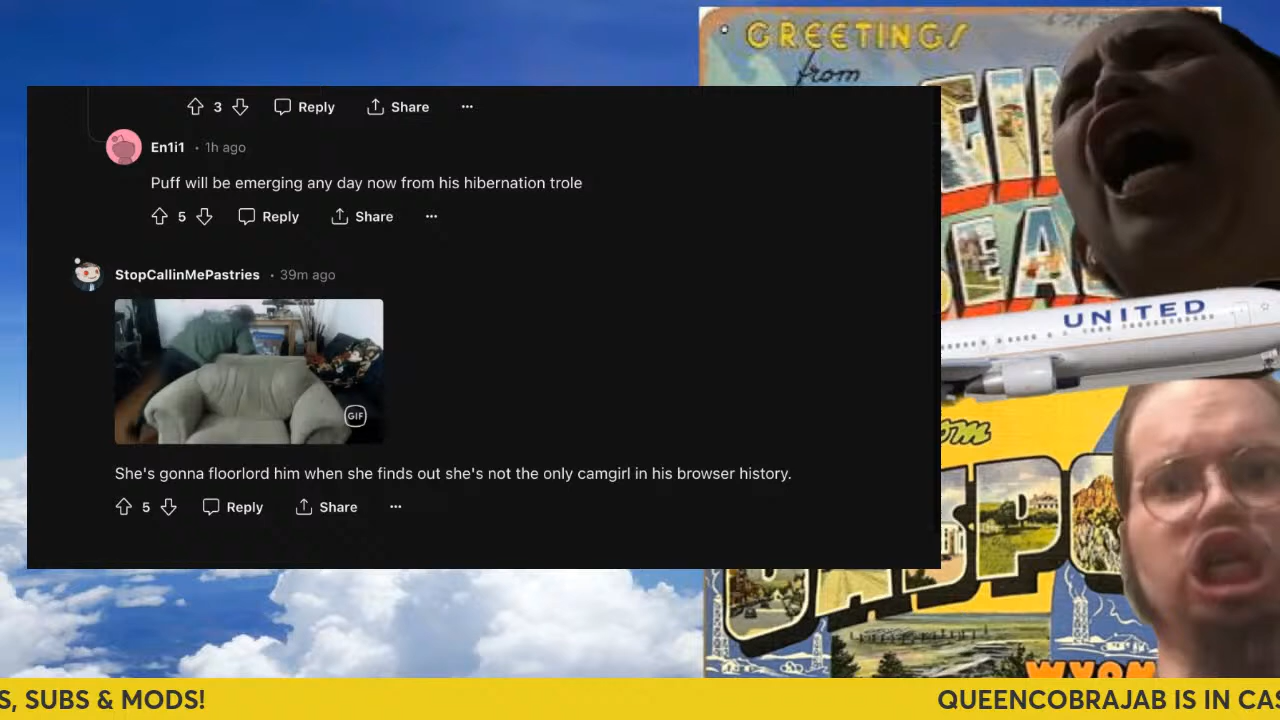 GREETINGS
from
3 Reply Share
En1i1 • 1h ago
Puff will be emerging any day now from his hibernation trole
5 Reply Share
StopCallinMePastries • 39m ago
GIF
She's gonna floorlord him when she finds out she's not the only camgirl in his browser history.
5 Reply Share
UNITED
S, SUBS & MODS!
QUEENCOBRAJAB IS IN CAS